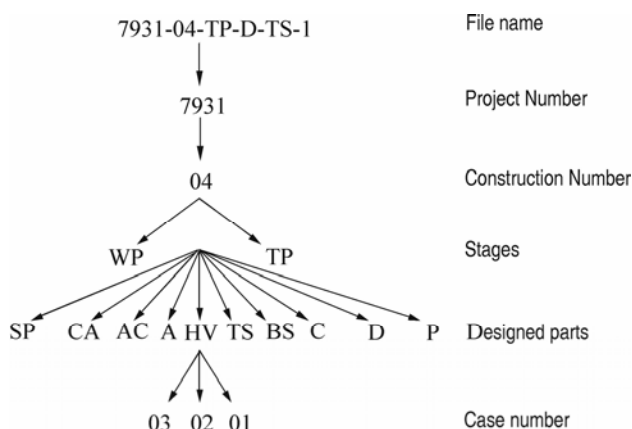 7931-04-TP-D-TS-1 File name
7931 Project Number
04 Construction Number
WP TP Stages
SP CA AC A HV TS BS C D P Designed parts
03 02 01 Case number